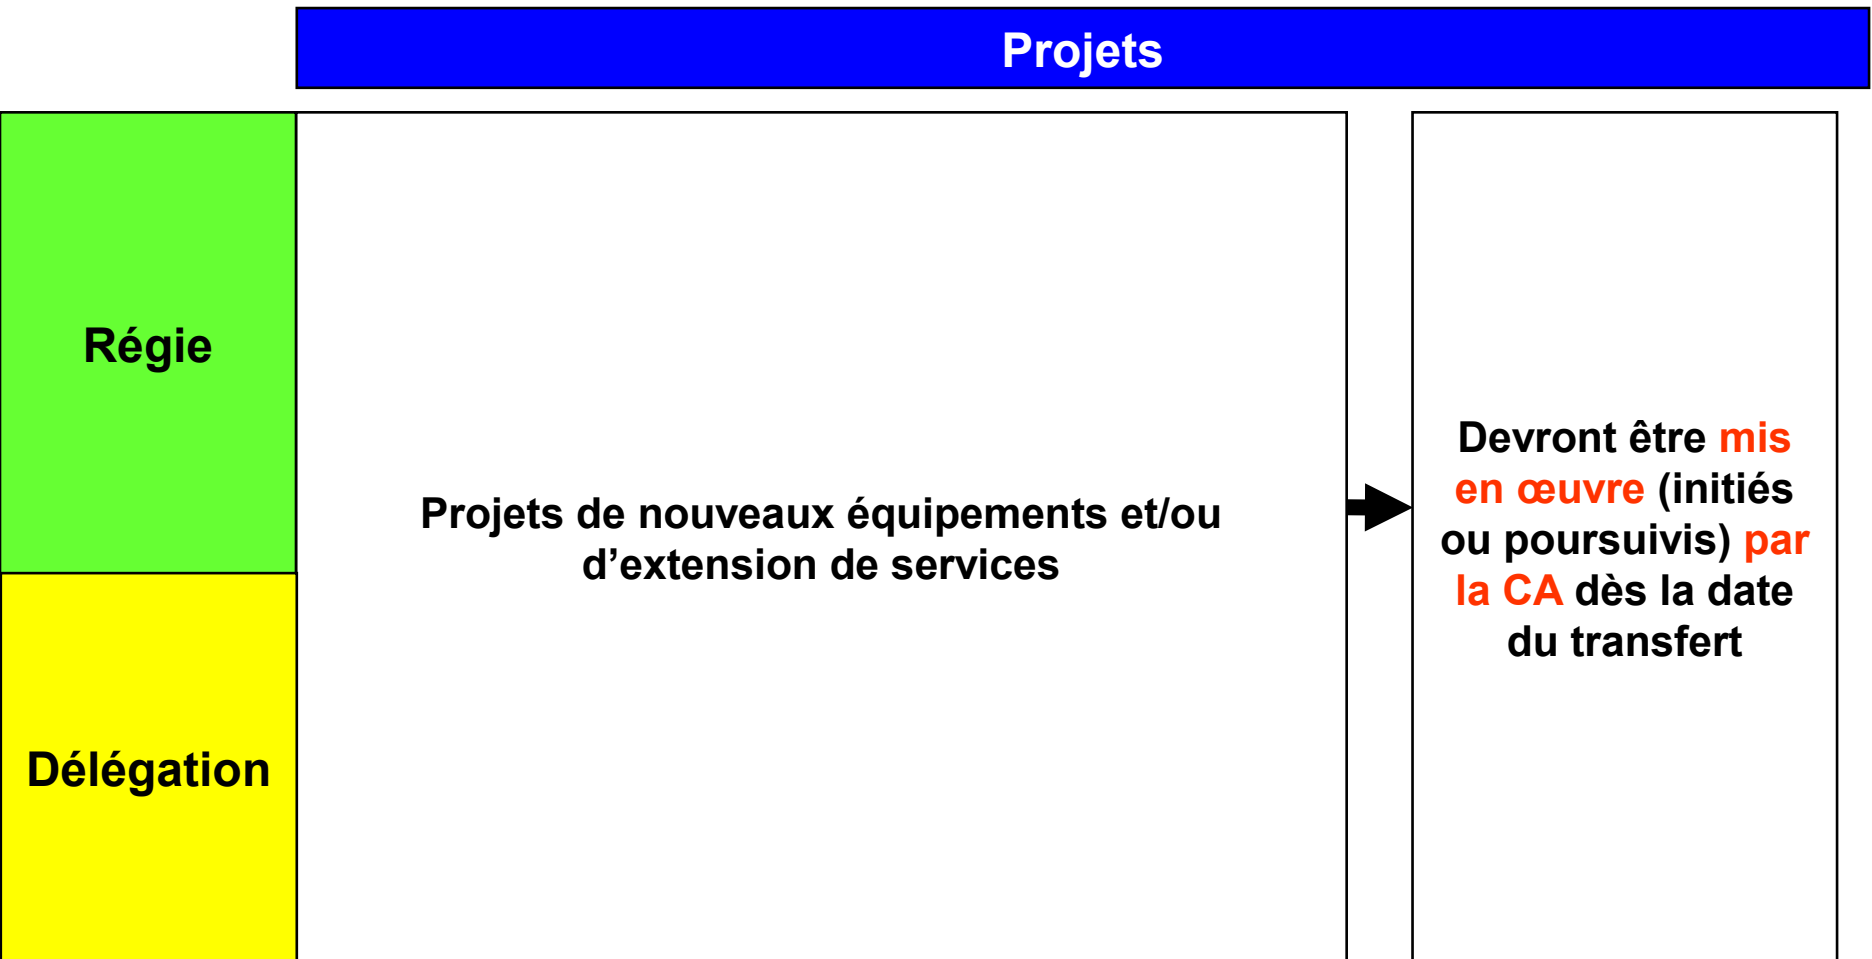 Projets
Régie
Délégation
Projets de nouveaux équipements et/ou
d’extension de services
Devront être mis
en œuvre (initiés
ou poursuivis) par
la CA dès la date
du transfert